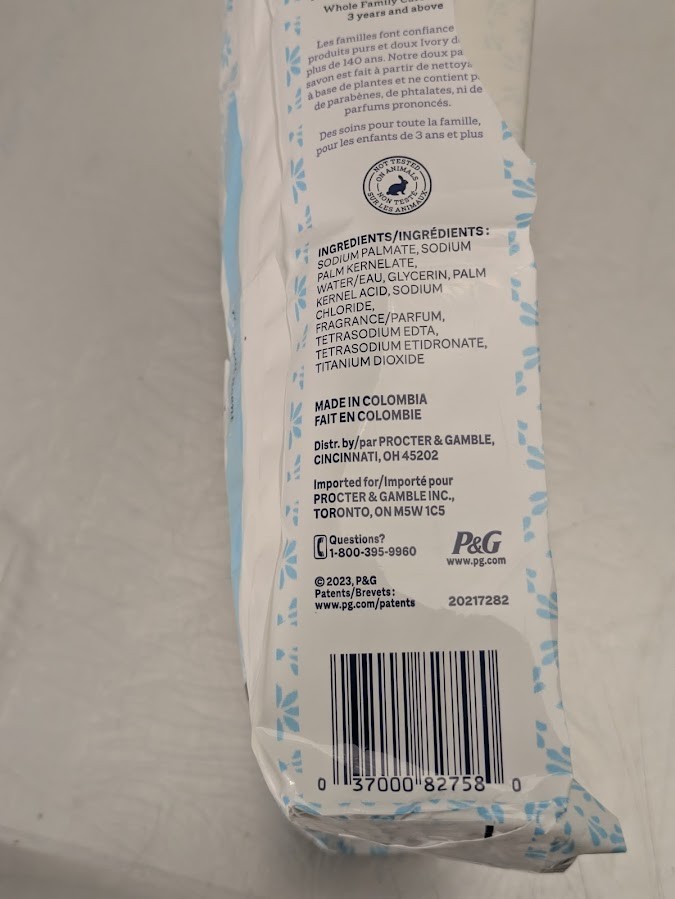 Whole Family
3 years and above
Les familles font confiance
produits purs et doux Ivory
plus de 140 ans. Notre doux
savon est fait à partir de
à base de plantes et ne contient
de parabènes, de phtalates, ni de
parfums prononcés.
Des soins pour toute la famille,
pour les enfants de 3 ans et plus
NOT TESTED
ON ANIMALS
NON TESTÉ
SUR LES ANIMAUX
INGREDIENTS/INGRÉDIENTS:
SODIUM PALMATE, SODIUM
PALM KERNELATE,
WATER/EAU, GLYCERIN, PALM
KERNEL ACID, SODIUM
CHLORIDE,
FRAGRANCE/PARFUM,
TETRASODIUM EDTA,
TETRASODIUM ETIDRONATE,
TITANIUM DIOXIDE
MADE IN COLOMBIA
FAIT EN COLOMBIE
Distr. by/par PROCTER & GAMBLE,
CINCINNATI, OH 45202
Imported for/Importé pour
PROCTER & GAMBLE INC.,
TORONTO, ON M5W 1C5
Questions?
1-800-395-9960
P&G
www.pg.com
© 2023, P&G
Patents/Brevets:
www.pg.com/patents
20217282
0 37000 82758 0